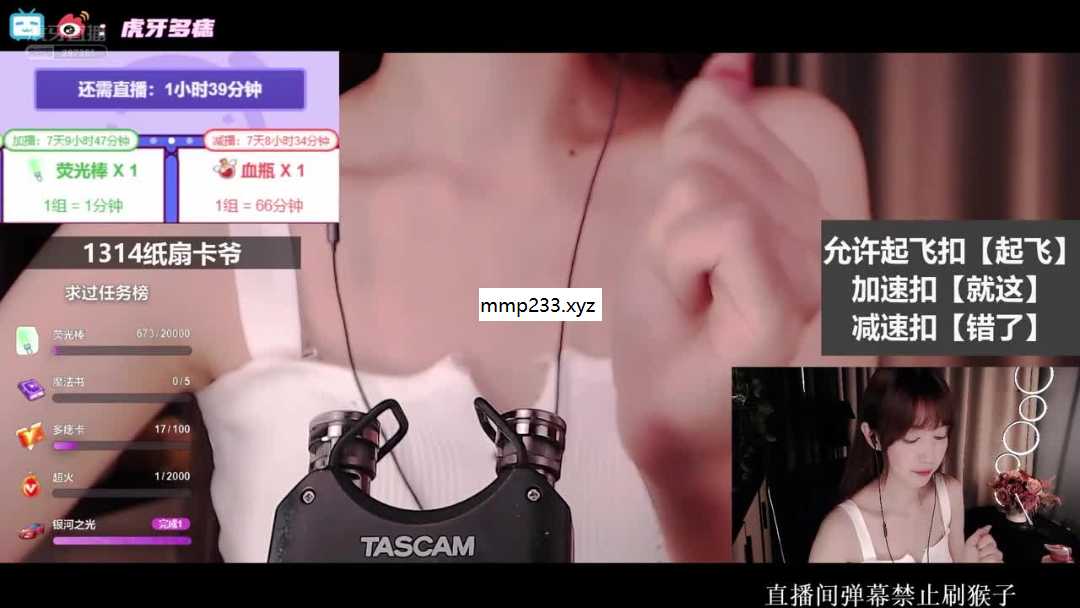 虎牙多痣
还需直播：1小时39分钟
加播：7天9小时47分钟
减播：7天8小时34分钟
荧光棒 X 1
血瓶 X 1
1组 = 1分钟
1组 = 66分钟
1314纸扇卡爷
求过任务榜
荧光棒 673/20000
魔法书 0/5
多痣卡 17/100
超火 1/2000
银河之光 完成1
mmp233.xyz
允许起飞扣【起飞】
加速扣【就这】
减速扣【错了】
TASCAM
直播间弹幕禁止刷猴子